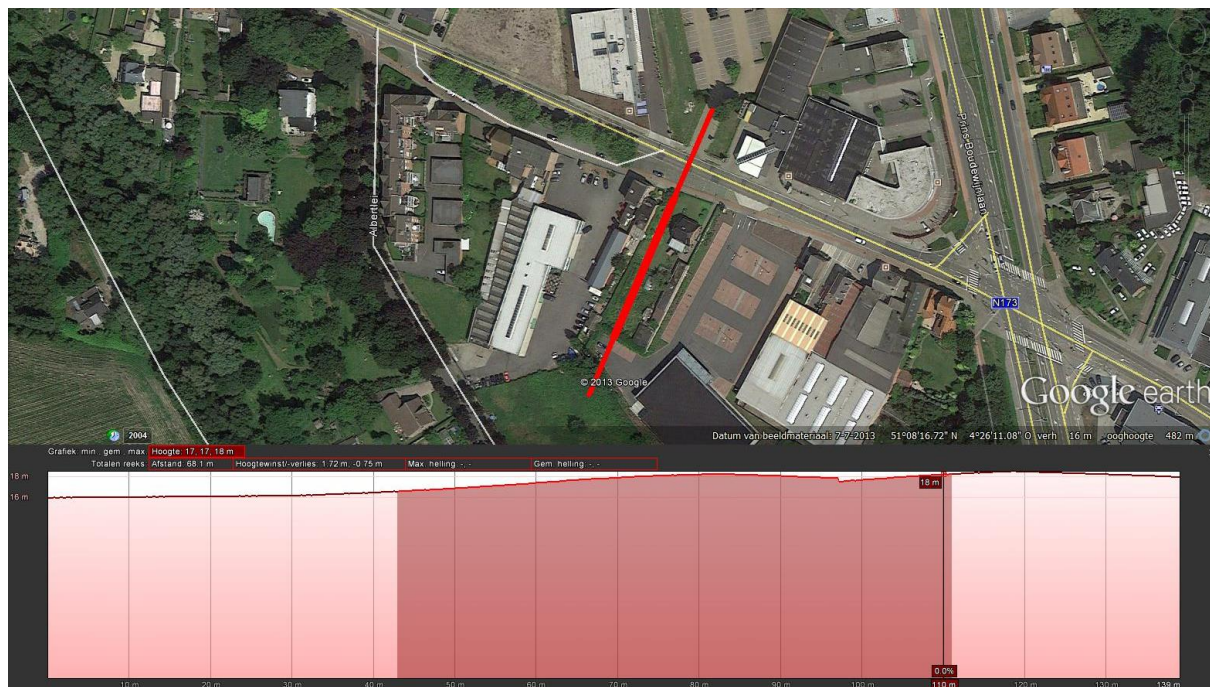 Albertlei
Prins Boudewijnlaan
N173
© 2013 Google
Google earth
2004
Datum van beeldmateriaal: 7-7-2013 51°08'16.72" N 4°26'11.08" O verh 16 m ooghoogte 482 m
Grafiek min gem max Hoogte: 17, 17, 18 m
Totalen reeks Afstand 68.1 m Hoogtewinst/-verlies 1.72 m, -0.75 m Max helling -, - Gem helling -, -
18 m
18 m
16 m
0.0%
10 m 20 m 30 m 40 m 50 m 60 m 70 m 80 m 90 m 100 m 110 m 120 m 130 m 139 m